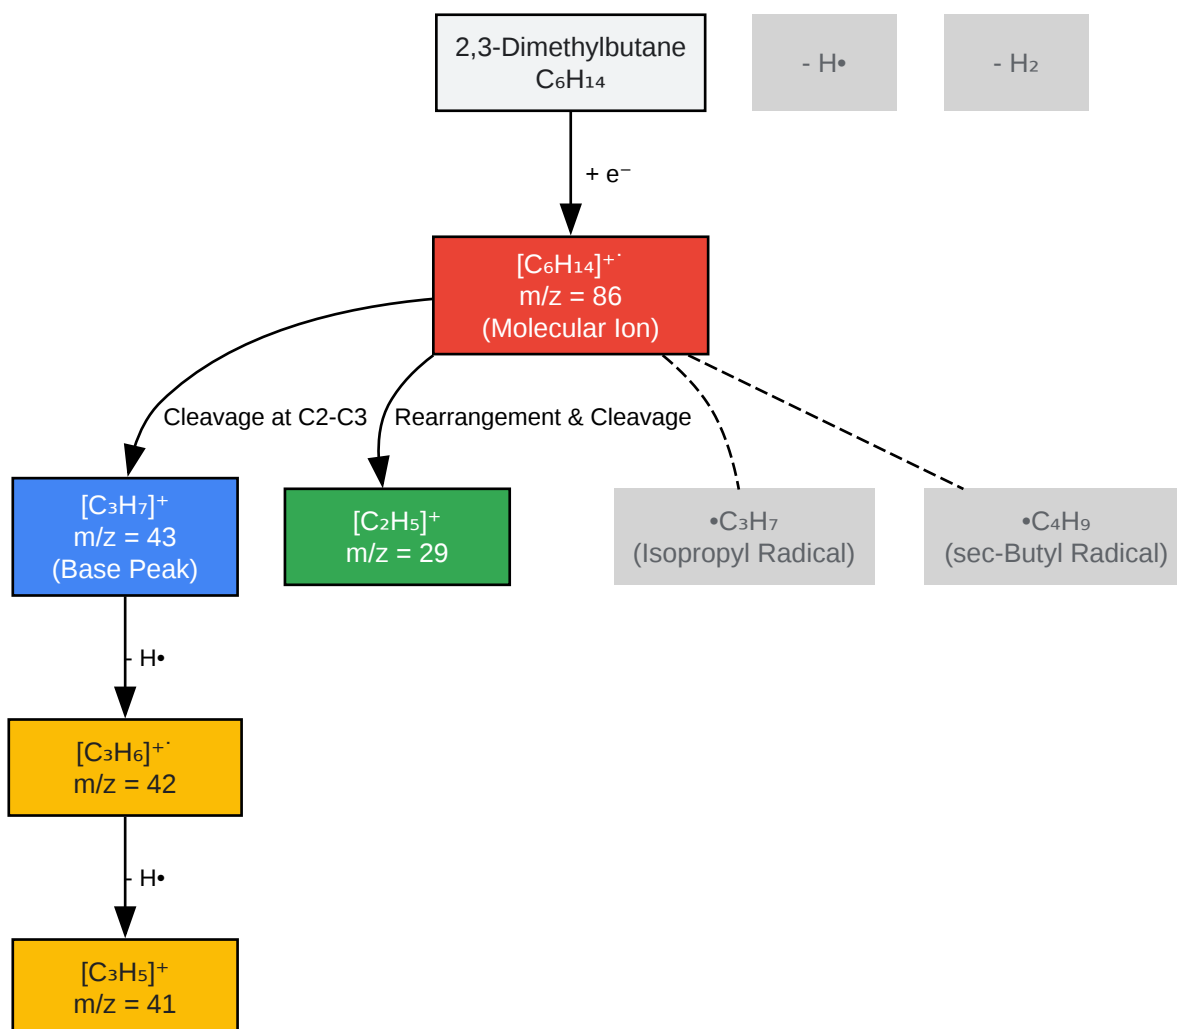 2,3-Dimethylbutane
C₆H₁₄
- H•
- H₂
+ e⁻
[C₆H₁₄]⁺˙
m/z = 86
(Molecular Ion)
Cleavage at C2-C3
Rearrangement & Cleavage
[C₃H₇]⁺
m/z = 43
(Base Peak)
[C₂H₅]⁺
m/z = 29
•C₃H₇
(Isopropyl Radical)
•C₄H₉
(sec-Butyl Radical)
- H•
[C₃H₆]⁺˙
m/z = 42
- H•
[C₃H₅]⁺
m/z = 41